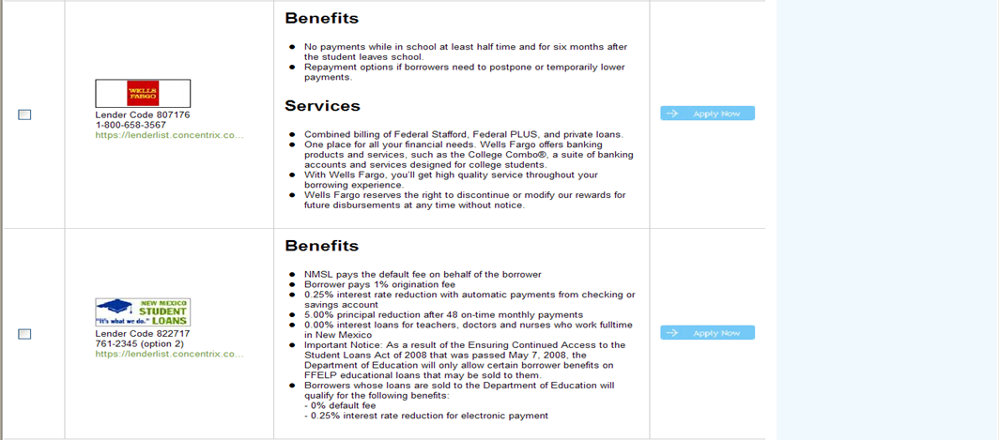 Benefits
No payments while in school at least half time and for six months after
the student leaves school.
Repayment options if borrowers need to postpone or temporarily lower
payments.
WELLS
FARGO
Lender Code 807176
1-800-658-3567
https://lenderlist.concentrix.co...
Services
Combined billing of Federal Stafford, Federal PLUS, and private loans.
One place for all your financial needs. Wells Fargo offers banking
products and services, such as the College Combo®, a suite of banking
accounts and services designed for college students.
With Wells Fargo, you'll get high quality service throughout your
borrowing experience.
Wells Fargo reserves the right to discontinue or modify our rewards for
future disbursements at any time without notice.
Apply Now
Benefits
NMSL pays the default fee on behalf of the borrower
Borrower pays 1% origination fee
0.25% interest rate reduction with automatic payments from checking or
savings account
5.00% principal reduction after 48 on-time monthly payments
0.00% interest loans for teachers, doctors and nurses who work fulltime
in New Mexico
Important Notice: As a result of the Ensuring Continued Access to the
Student Loans Act of 2008 that was passed May 7, 2008, the
Department of Education will only allow certain borrower benefits on
FFELP educational loans that may be sold to them.
Borrowers whose loans are sold to the Department of Education will
qualify for the following benefits:
- 0% default fee
- 0.25% interest rate reduction for electronic payment
NEW MEXICO
STUDENT
"It's what we do." LOANS
Lender Code 822717
761-2345 (option 2)
https://lenderlist.concentrix.co...
Apply Now